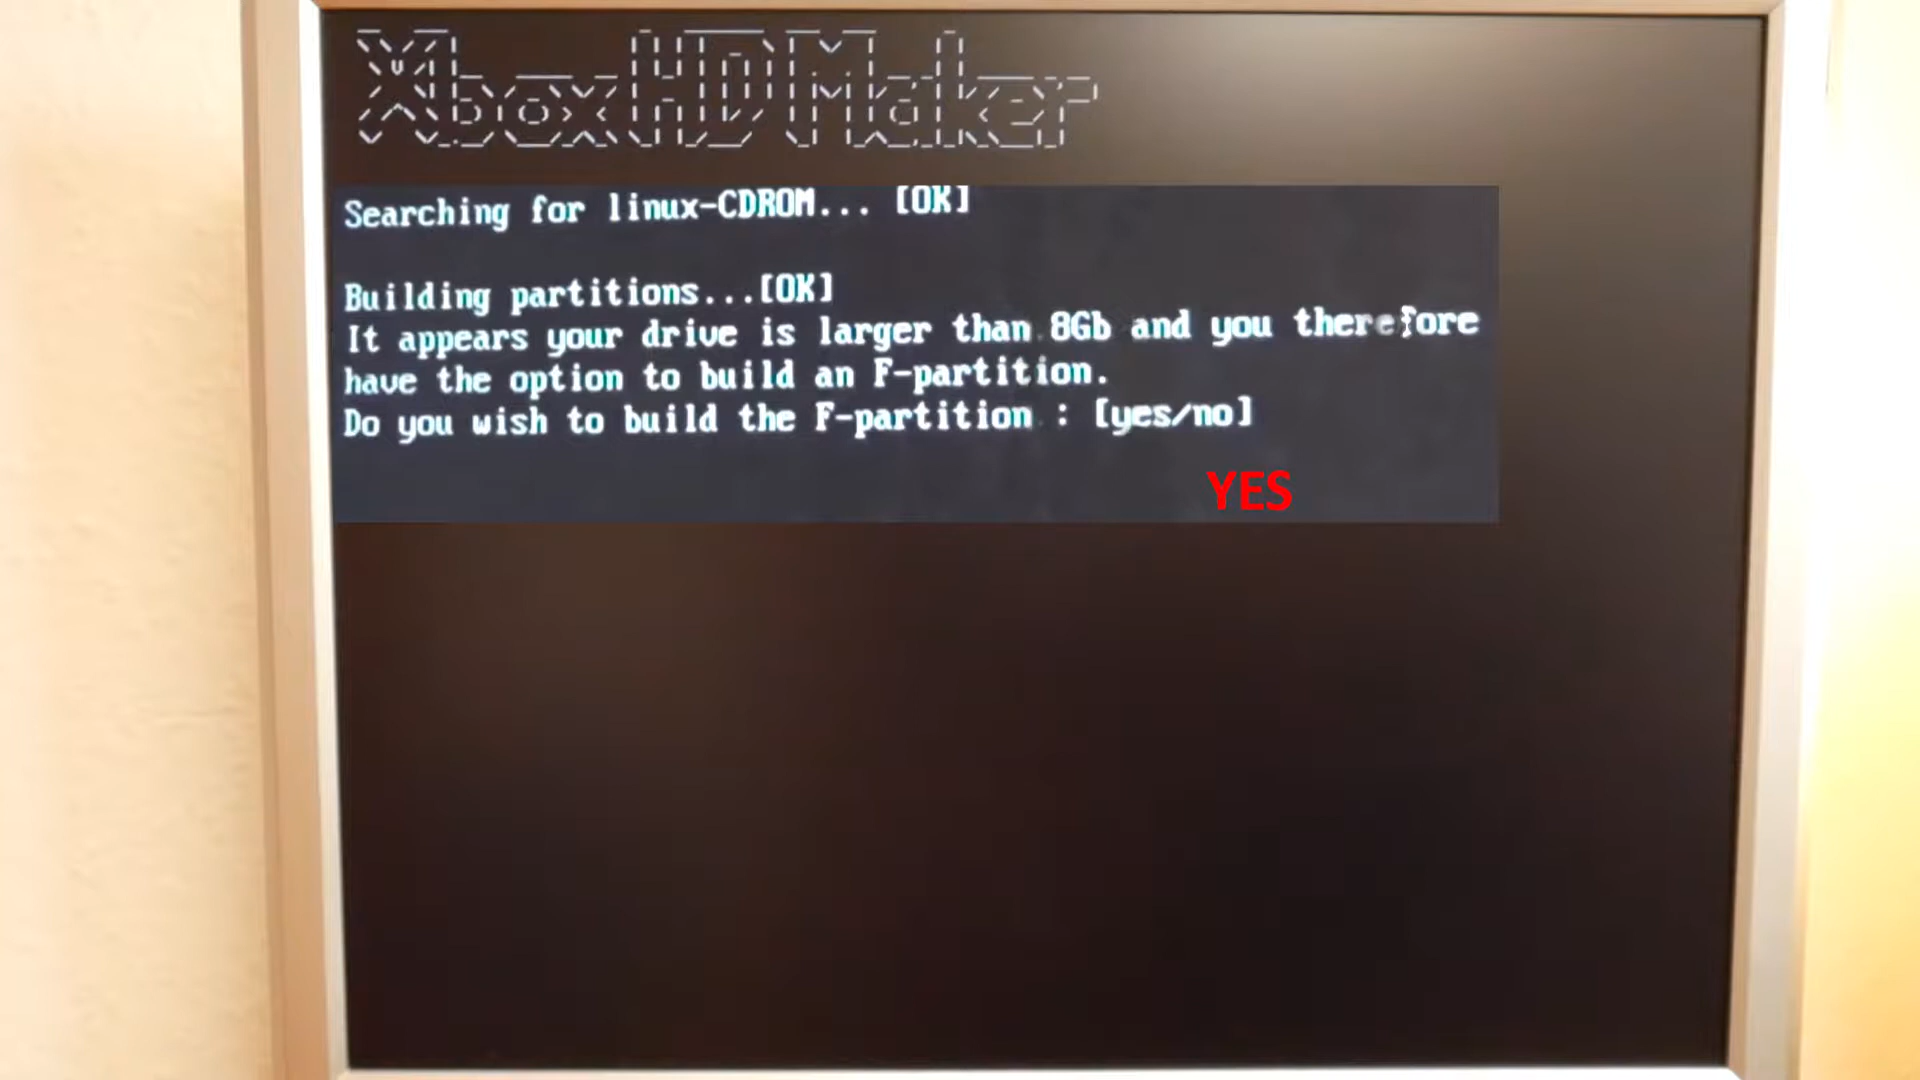 XboxHDMaker
Searching for linux-CDROM... [OK]
Building partitions...[OK]
It appears your drive is larger than 8Gb and you therefore
have the option to build an F-partition.
Do you wish to build the F-partition : [yes/no]
YES